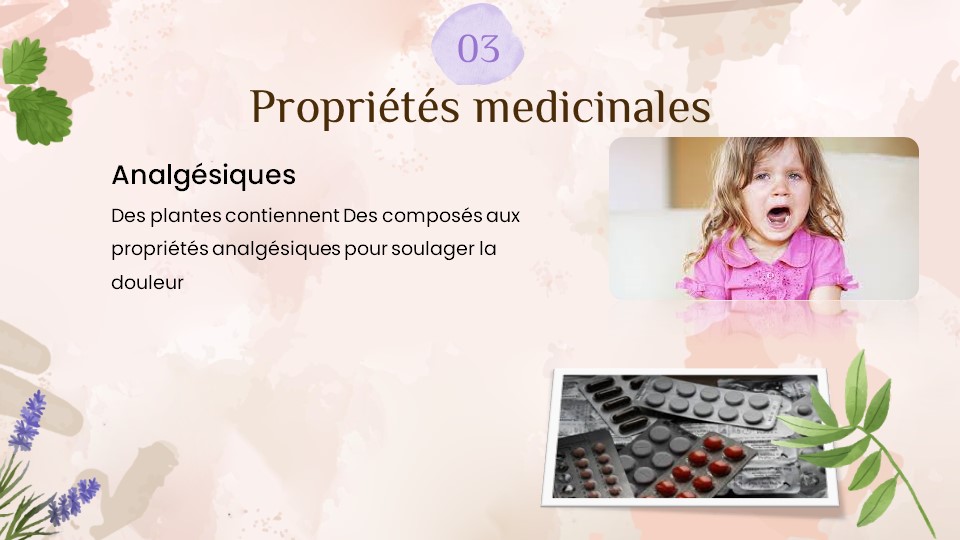 03
Propriétés medicinales
Analgésiques
Des plantes contiennent Des composés aux
propriétés analgésiques pour soulager la
douleur